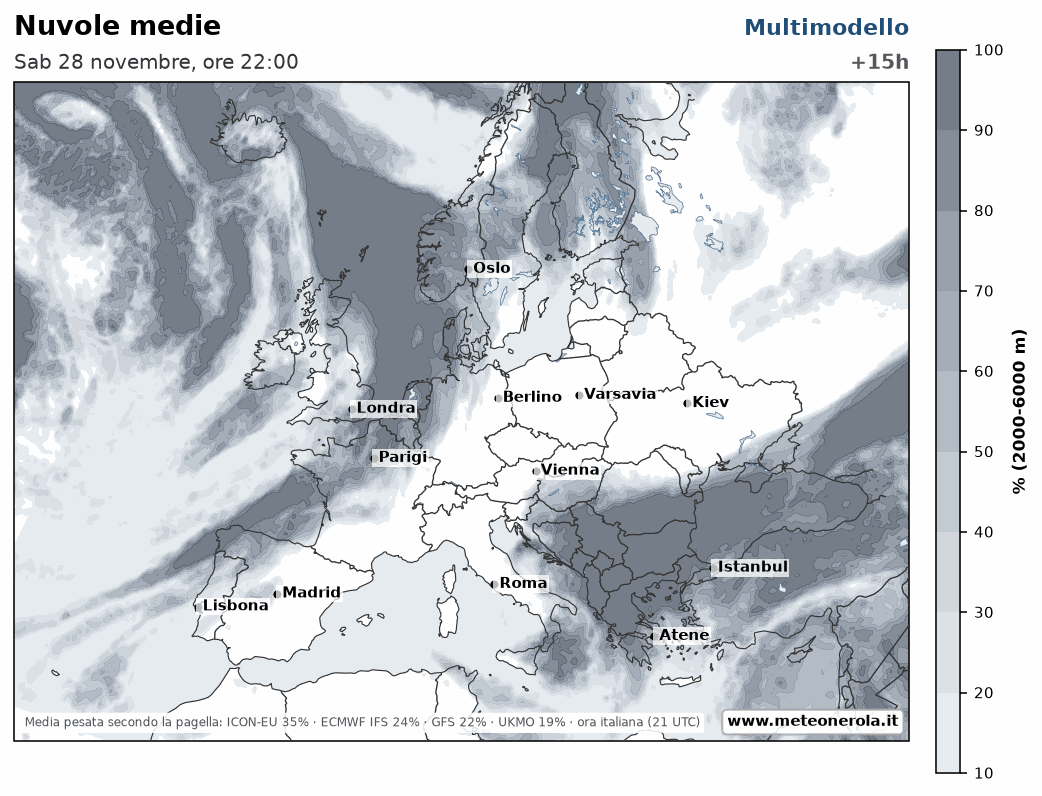 Nuvole medie
Multimodello
Sab 28 novembre, ore 22:00
+15h
100
90
80
70
60
50
40
30
20
10
% (2000-6000 m)
Oslo
Berlino
Varsavia
Kiev
Londra
Parigi
Vienna
Istanbul
Roma
Madrid
Lisbona
Atene
Media pesata secondo la pagella: ICON-EU 35% · ECMWF IFS 24% · GFS 22% · UKMO 19% · ora italiana (21 UTC)
www.meteonerola.it